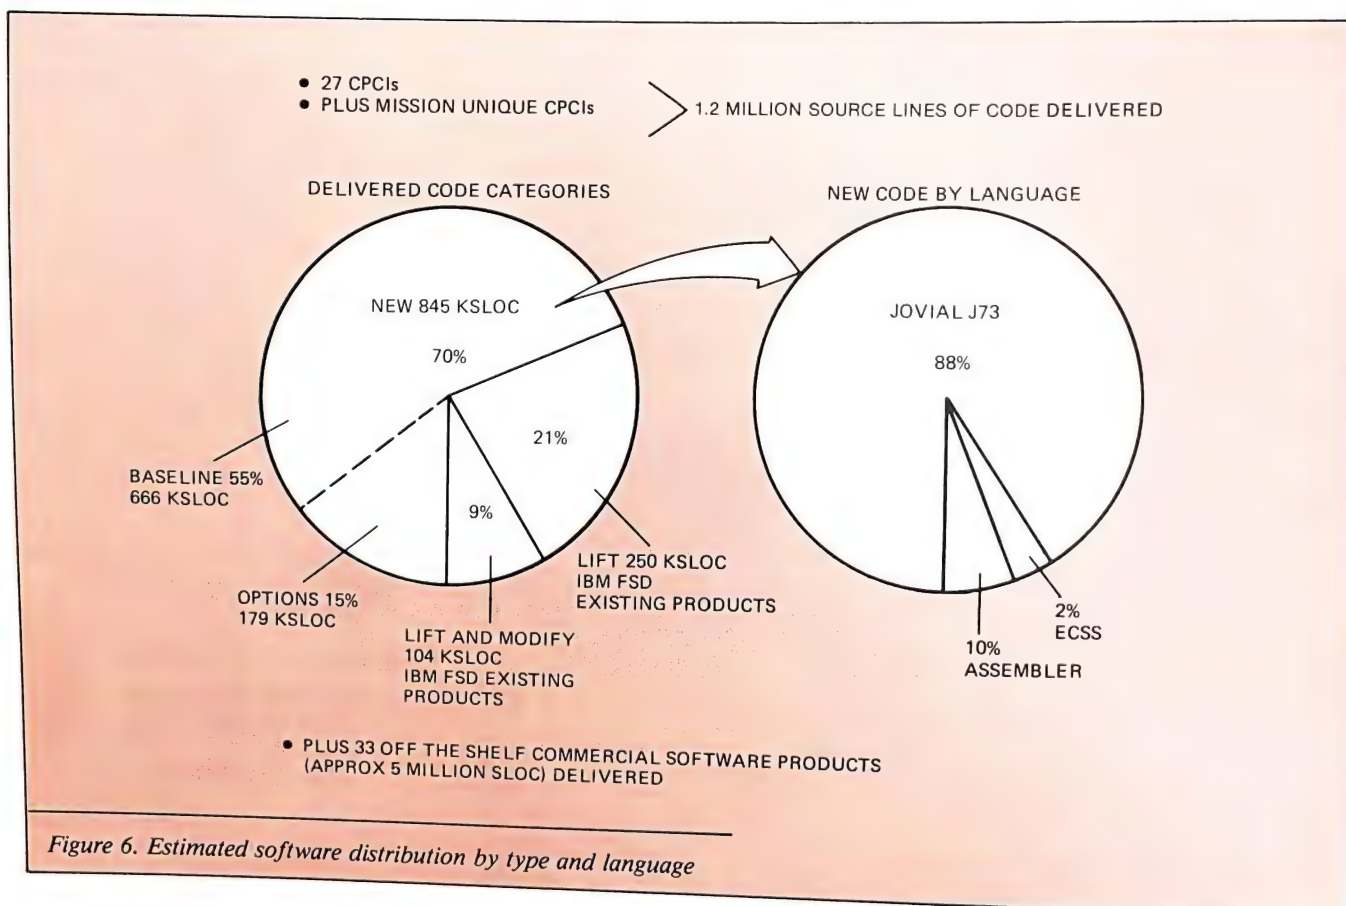 • 27 CPCIs
• PLUS MISSION UNIQUE CPCIs
1.2 MILLION SOURCE LINES OF CODE DELIVERED
DELIVERED CODE CATEGORIES
NEW 845 KSLOC
70%
21%
9%
BASELINE 55%
666 KSLOC
OPTIONS 15%
179 KSLOC
LIFT AND MODIFY
104 KSLOC
IBM FSD EXISTING
PRODUCTS
LIFT 250 KSLOC
IBM FSD
EXISTING PRODUCTS
NEW CODE BY LANGUAGE
JOVIAL J73
88%
10%
ASSEMBLER
2%
ECSS
• PLUS 33 OFF THE SHELF COMMERCIAL SOFTWARE PRODUCTS
(APPROX 5 MILLION SLOC) DELIVERED
Figure 6. Estimated software distribution by type and language